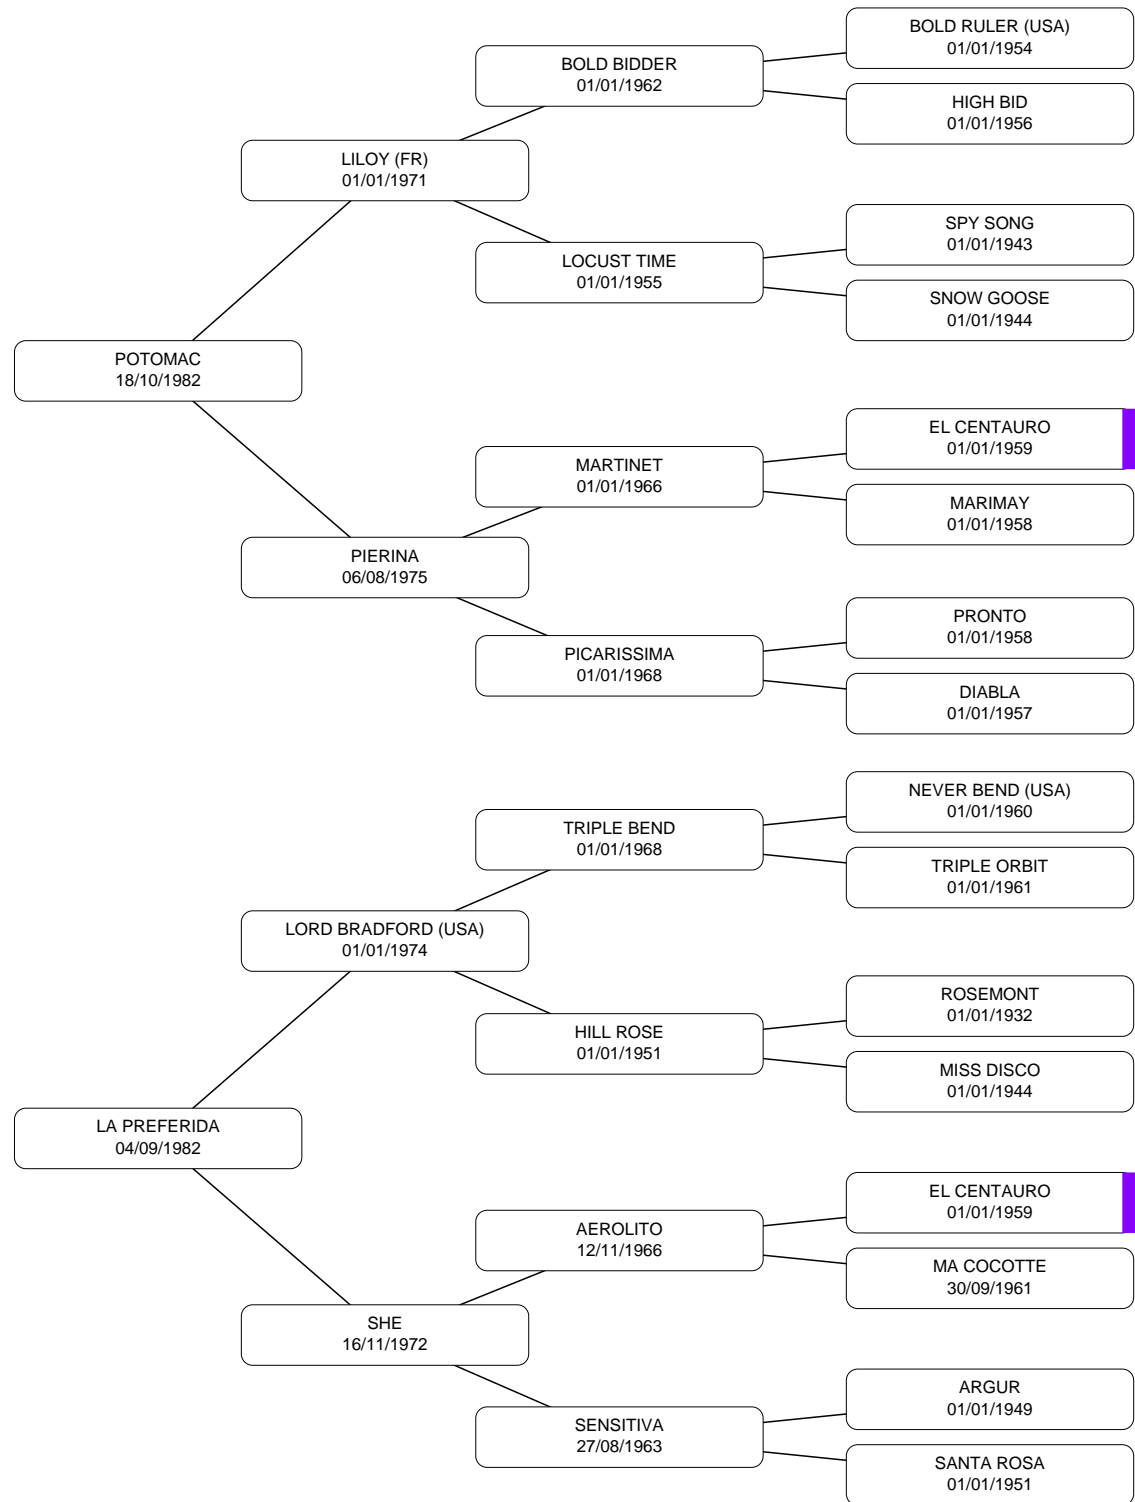 BOLD RULER (USA)
01/01/1954
BOLD BIDDER
01/01/1962
HIGH BID
01/01/1956
LILOY (FR)
01/01/1971
SPY SONG
01/01/1943
LOCUST TIME
01/01/1955
SNOW GOOSE
01/01/1944
POTOMAC
18/10/1982
EL CENTAURO
01/01/1959
MARTINET
01/01/1966
MARIMAY
01/01/1958
PIERINA
06/08/1975
PRONTO
01/01/1958
PICARISSIMA
01/01/1968
DIABLA
01/01/1957
NEVER BEND (USA)
01/01/1960
TRIPLE BEND
01/01/1968
TRIPLE ORBIT
01/01/1961
LORD BRADFORD (USA)
01/01/1974
ROSEMONT
01/01/1932
HILL ROSE
01/01/1951
MISS DISCO
01/01/1944
LA PREFERIDA
04/09/1982
EL CENTAURO
01/01/1959
AEROLITO
12/11/1966
MA COCOTTE
30/09/1961
SHE
16/11/1972
ARGUR
01/01/1949
SENSITIVA
27/08/1963
SANTA ROSA
01/01/1951